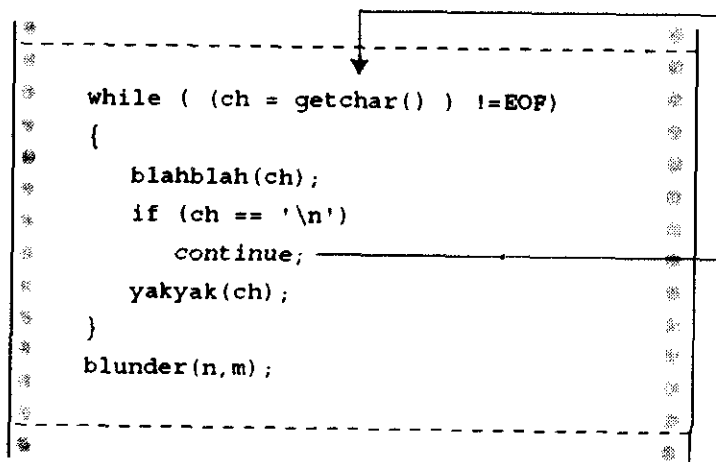 while ( (ch = getchar() ) !=EOF)
{
blahblah(ch);
if (ch == '\n')
continue;
yakyak(ch);
}
blunder(n,m);